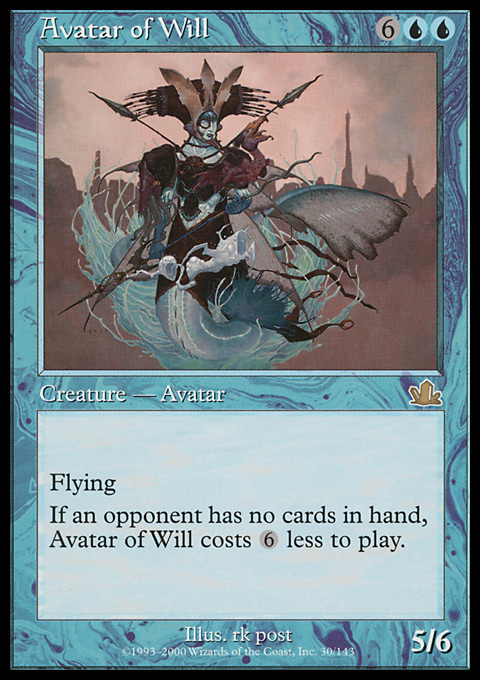 Avatar of Will 6
Creature — Avatar
Flying
If an opponent has no cards in hand,
Avatar of Will costs 6 less to play.
Illus. rk post
©1993-2000 Wizards of the Coast, Inc. 30/143
5/6